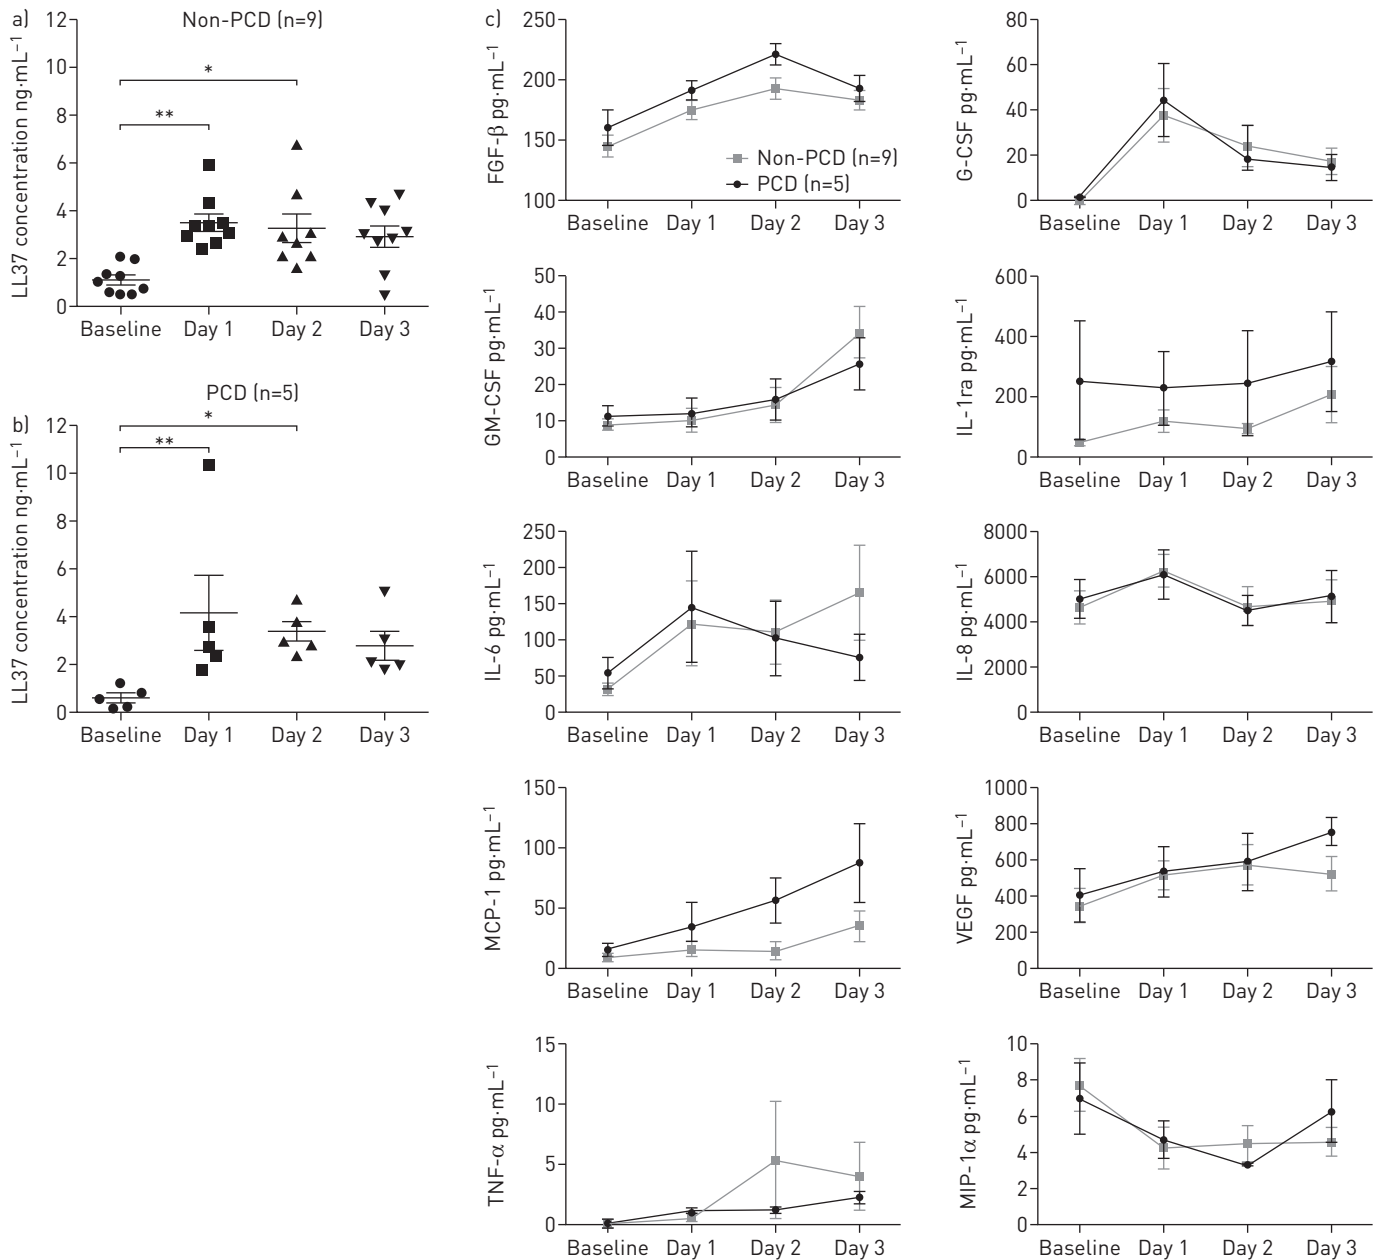 a)
Non-PCD (n=9)
LL37 concentration ng·mL⁻¹
12
10
8
6
4
2
0
*
**
Baseline Day 1 Day 2 Day 3
b)
PCD (n=5)
LL37 concentration ng·mL⁻¹
12
10
8
6
4
2
0
*
**
Baseline Day 1 Day 2 Day 3
c)
FGF-β pg·mL⁻¹
250
200
150
100
Non-PCD (n=9)
PCD (n=5)
Baseline Day 1 Day 2 Day 3
G-CSF pg·mL⁻¹
80
60
40
20
0
Baseline Day 1 Day 2 Day 3
GM-CSF pg·mL⁻¹
50
40
30
20
10
0
Baseline Day 1 Day 2 Day 3
IL-1ra pg·mL⁻¹
600
400
200
0
Baseline Day 1 Day 2 Day 3
IL-6 pg·mL⁻¹
250
200
150
100
50
0
Baseline Day 1 Day 2 Day 3
IL-8 pg·mL⁻¹
8000
6000
4000
2000
0
Baseline Day 1 Day 2 Day 3
MCP-1 pg·mL⁻¹
150
100
50
0
Baseline Day 1 Day 2 Day 3
VEGF pg·mL⁻¹
1000
800
600
400
200
0
Baseline Day 1 Day 2 Day 3
TNF-α pg·mL⁻¹
15
10
5
0
Baseline Day 1 Day 2 Day 3
MIP-1α pg·mL⁻¹
10
8
6
4
2
0
Baseline Day 1 Day 2 Day 3